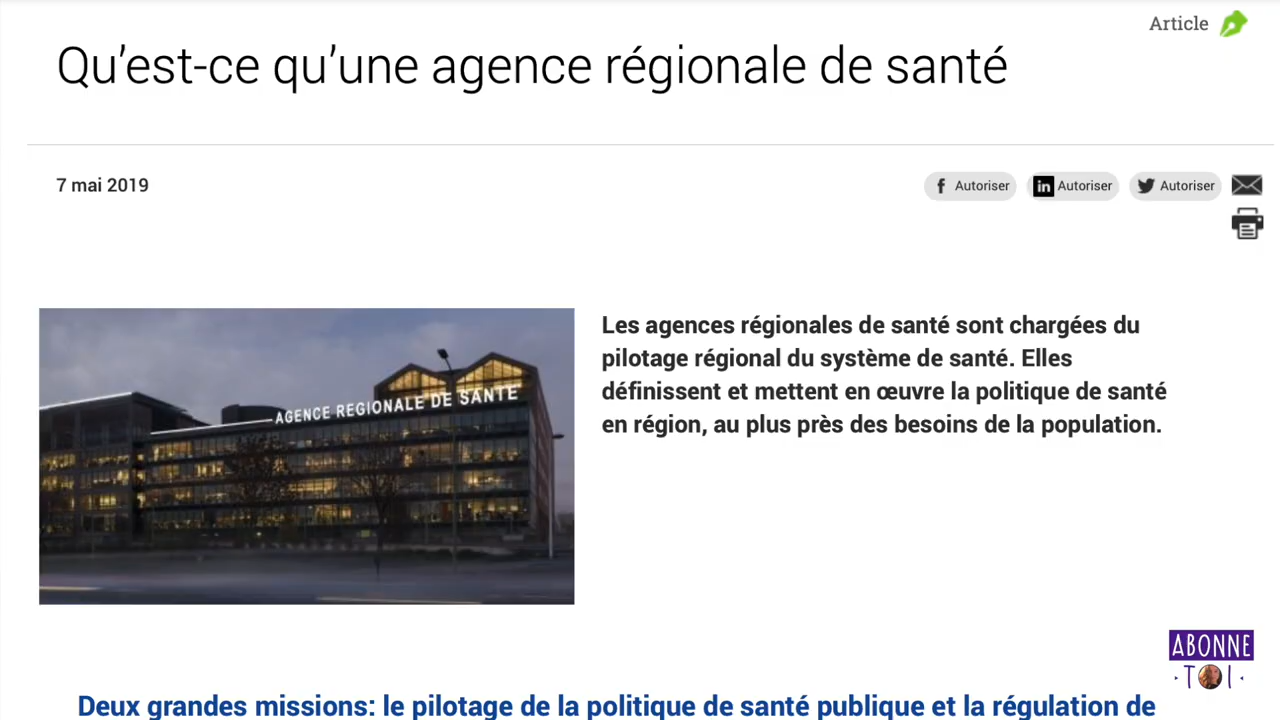 Article
Qu’est-ce qu’une agence régionale de santé
7 mai 2019
Autoriser
Autoriser
Autoriser
AGENCE REGIONALE DE SANTE
Les agences régionales de santé sont chargées du
pilotage régional du système de santé. Elles
définissent et mettent en œuvre la politique de santé
en région, au plus près des besoins de la population.
ABONNE
TOI
Deux grandes missions: le pilotage de la politique de santé publique et la régulation de